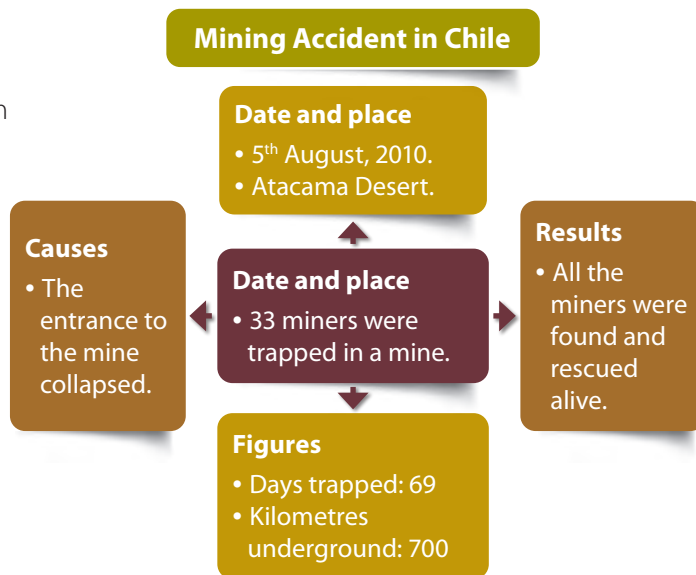 Mining Accident in Chile
n
Date and place
• 5th August, 2010.
• Atacama Desert.
Causes
• The
entrance to
the mine
collapsed.
Date and place
• 33 miners were
trapped in a mine.
Results
• All the
miners were
found and
rescued
alive.
Figures
• Days trapped: 69
• Kilometres
underground: 700